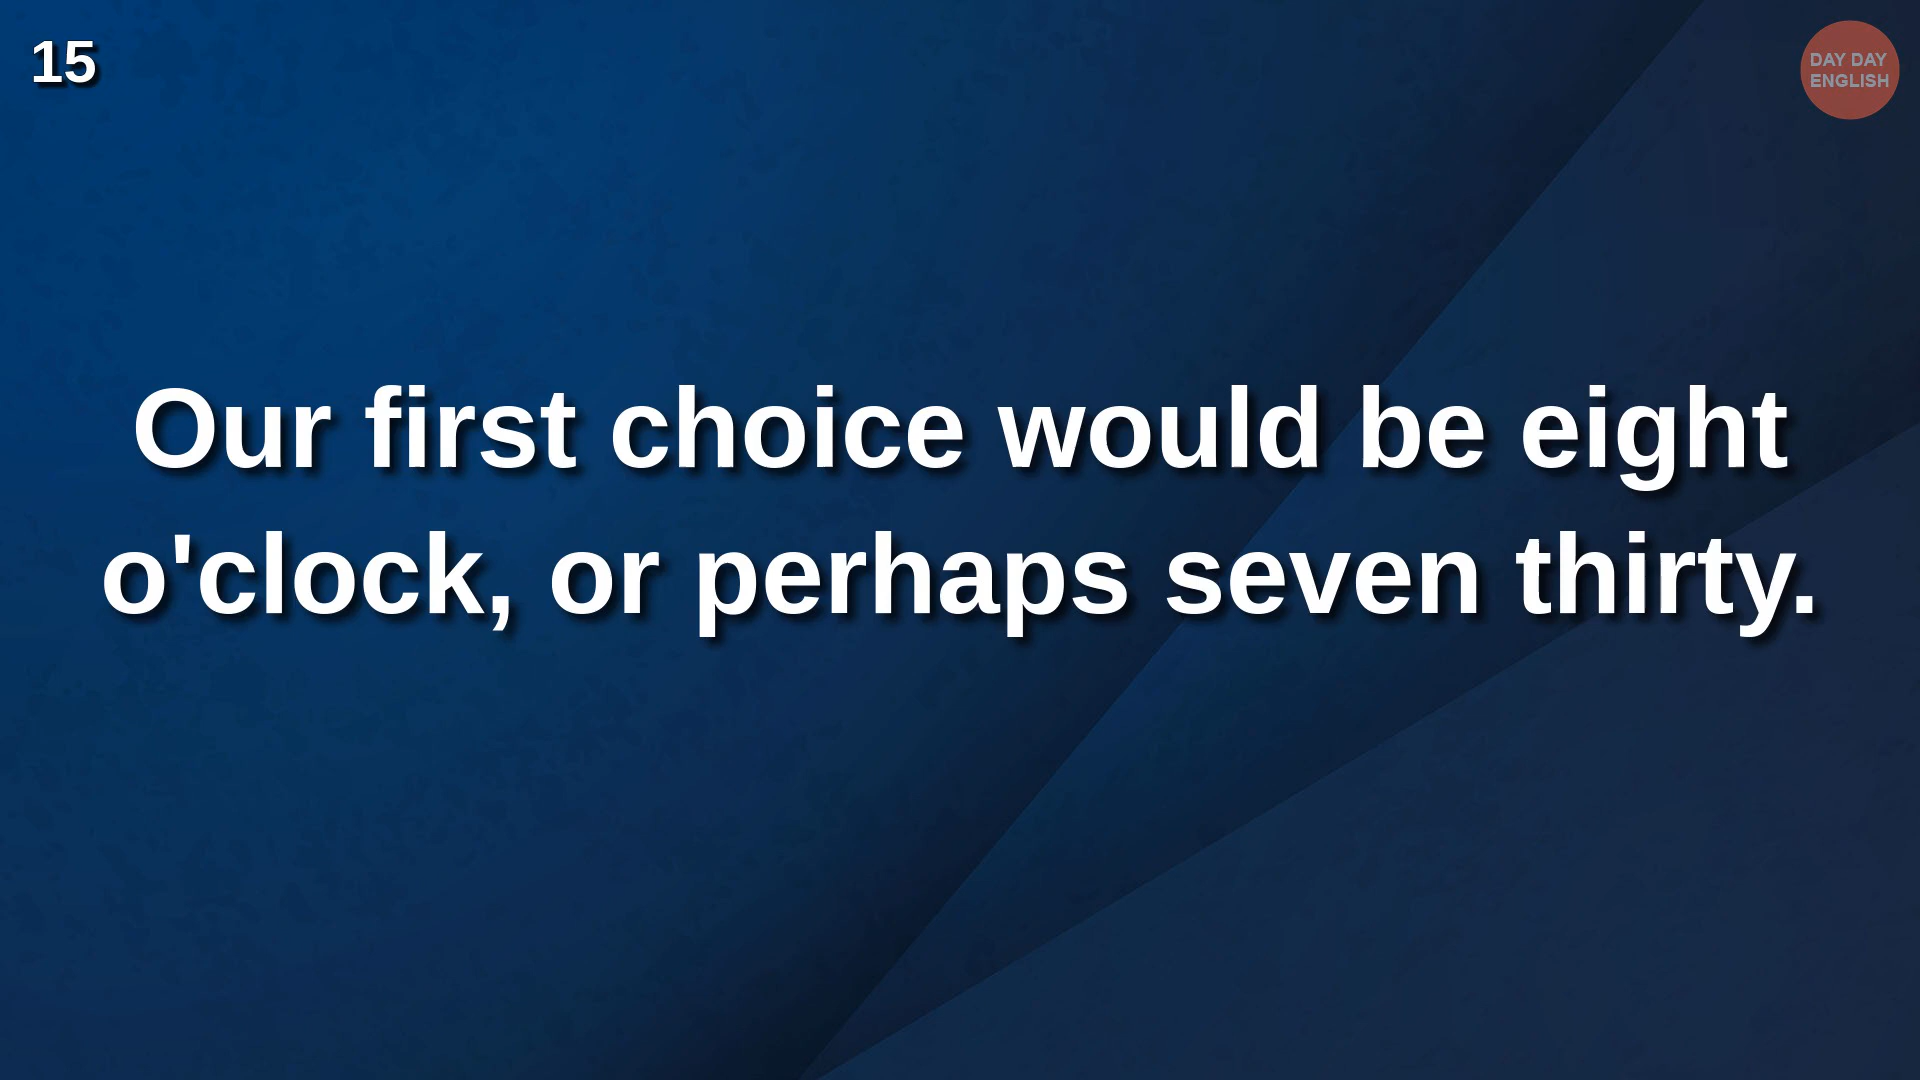 15
DAY DAY
ENGLISH
Our first choice would be eight
o'clock, or perhaps seven thirty.